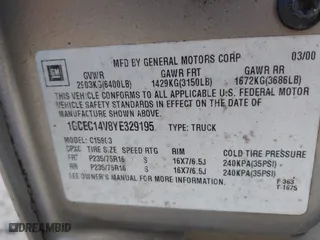 GM
MFD BY GENERAL MOTORS CORP 03/00
GVWR GAWR FRT GAWR RR
2903KG(6400LB) 1429KG(3150LB) 1672KG(3686LB)
THIS VEHICLE CONFORMS TO ALL APPLICABLE U.S. FEDERAL
MOTOR VEHICLE SAFETY STANDARDS IN EFFECT ON THE DATE OF
MANUFACTURE SHOWN ABOVE.
1GCEC14V8YE329195 TYPE: TRUCK
TIRE SIZE SPEED RTG RIM COLD TIRE PRESSURE
FRT P235/75R16 S 16X7/6.5J 240KPA(35PSI)
RR P235/75R16 S 16X7/6.5J 240KPA(35PSI)
SEE OWNER'S MANUAL FOR MORE INFORMATION.